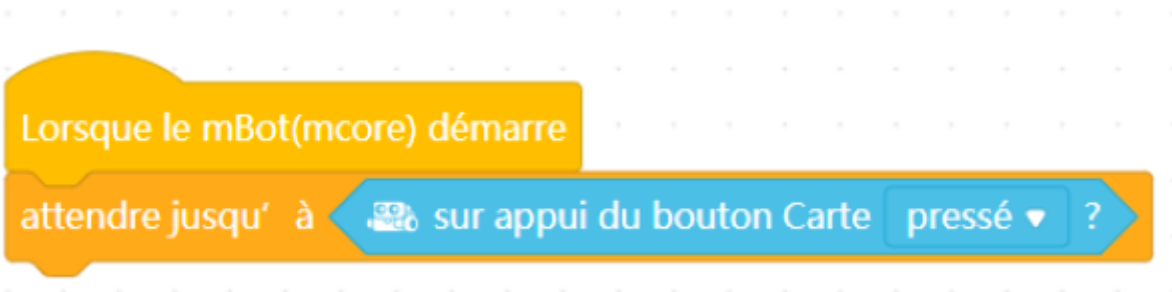 Lorsque le mBot(mcore) démarre
attendre jusqu’ à sur appui du bouton Carte pressé ▼ ?